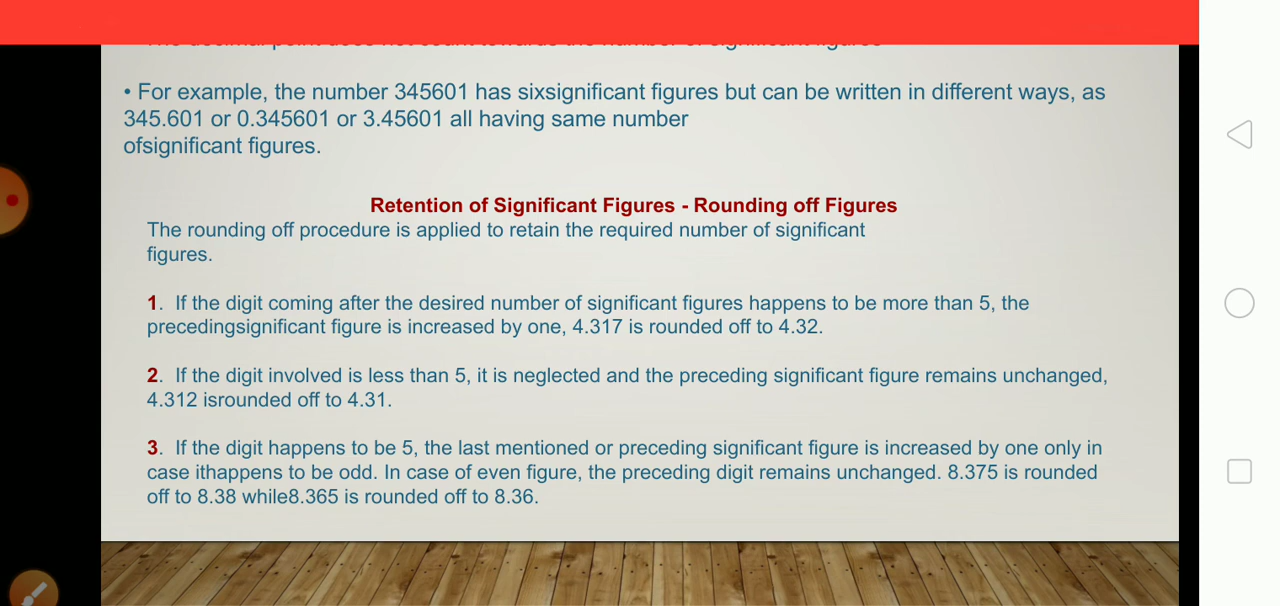 • For example, the number 345601 has sixsignificant figures but can be written in different ways, as
345.601 or 0.345601 or 3.45601 all having same number
ofsignificant figures.
Retention of Significant Figures - Rounding off Figures
The rounding off procedure is applied to retain the required number of significant
figures.
1. If the digit coming after the desired number of significant figures happens to be more than 5, the
precedingsignificant figure is increased by one, 4.317 is rounded off to 4.32.
2. If the digit involved is less than 5, it is neglected and the preceding significant figure remains unchanged,
4.312 isrounded off to 4.31.
3. If the digit happens to be 5, the last mentioned or preceding significant figure is increased by one only in
case ithappens to be odd. In case of even figure, the preceding digit remains unchanged. 8.375 is rounded
off to 8.38 while8.365 is rounded off to 8.36.